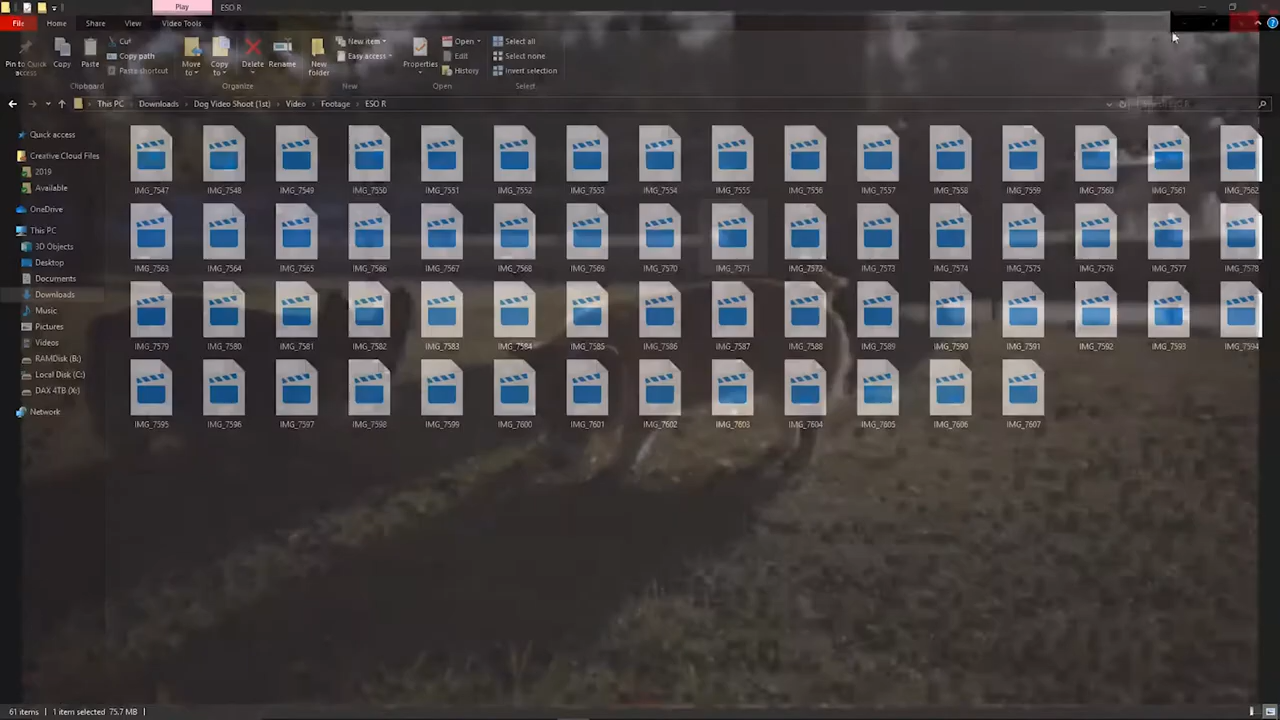 Play
ESO R
File
Home
Share
View
Video Tools
Pin to Quick
access
Copy
Paste
Cut
Copy path
Paste shortcut
Clipboard
Move
to
Copy
to
Delete
Rename
Organize
New
folder
New item
Easy access
New
Properties
Open
Edit
History
Open
Select all
Select none
Invert selection
Select
This PC
Downloads
Dog Video Shoot (1st)
Video
Footage
ESO R
Quick access
Creative Cloud Files
2019
Available
OneDrive
This PC
3D Objects
Desktop
Documents
Downloads
Music
Pictures
Videos
RAMDisk (B:)
Local Disk (C:)
DAX 4TB (X:)
Network
IMG_7547 IMG_7548 IMG_7549 IMG_7550 IMG_7551 IMG_7552 IMG_7553 IMG_7554 IMG_7555 IMG_7556 IMG_7557 IMG_7558 IMG_7559 IMG_7560 IMG_7561 IMG_7562
IMG_7563 IMG_7564 IMG_7565 IMG_7566 IMG_7567 IMG_7568 IMG_7569 IMG_7570 IMG_7571 IMG_7572 IMG_7573 IMG_7574 IMG_7575 IMG_7576 IMG_7577 IMG_7578
IMG_7579 IMG_7580 IMG_7581 IMG_7582 IMG_7583 IMG_7584 IMG_7585 IMG_7586 IMG_7587 IMG_7588 IMG_7589 IMG_7590 IMG_7591 IMG_7592 IMG_7593 IMG_7594
IMG_7595 IMG_7596 IMG_7597 IMG_7598 IMG_7599 IMG_7600 IMG_7601 IMG_7602 IMG_7603 IMG_7604 IMG_7605 IMG_7606 IMG_7607
61 items
1 item selected 75.7 MB